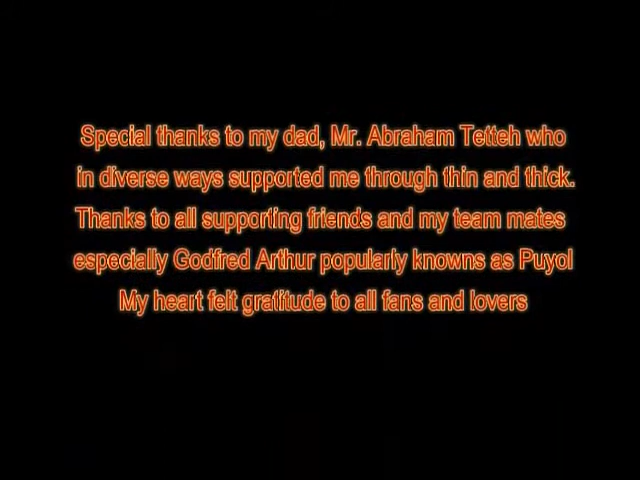 Special thanks to my dad, Mr. Abraham Tetteh who
in diverse ways supported me through thin and thick.
Thanks to all supporting friends and my team mates
especially Godfred Arthur popularly knowns as Puyol
My heart felt gratitude to all fans and lovers